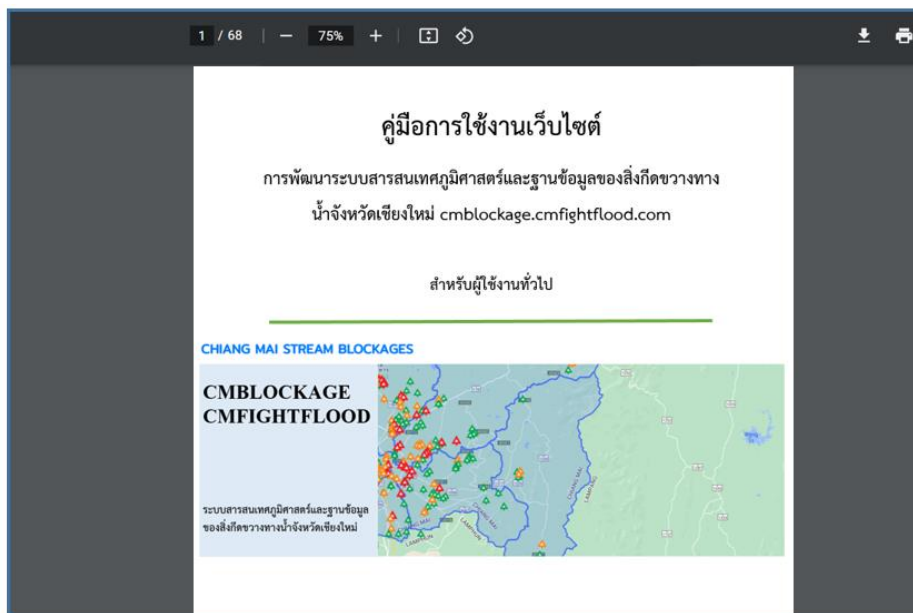 1 / 68
75%
คู่มือการใช้งานเว็บไซต์
การพัฒนาระบบสารสนเทศภูมิศาสตร์และฐานข้อมูลของสิ่งกีดขวางทาง
น้ำจังหวัดเชียงใหม่ cmblockage.cmfightflood.com
สำหรับผู้ใช้งานทั่วไป
CHIANG MAI STREAM BLOCKAGES
CMBLOCKAGE
CMFIGHTFLOOD
ระบบสารสนเทศภูมิศาสตร์และฐานข้อมูล
ของสิ่งกีดขวางทางน้ำจังหวัดเชียงใหม่
CHIANG MAI
LAMPANG
CHIANG MAI
LAMPHUN
LAMPHUN